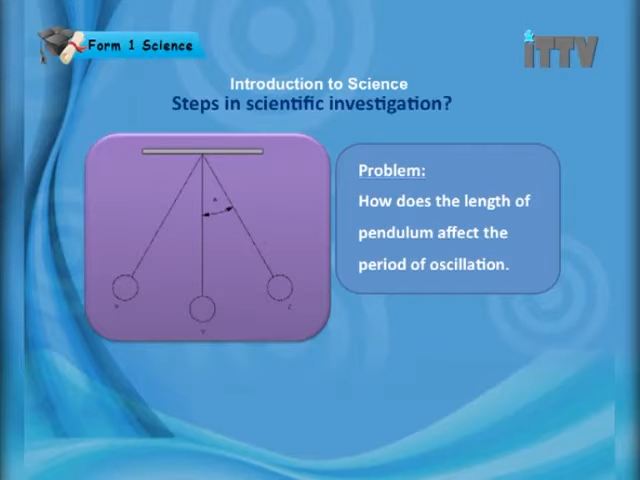 Form 1 Science
iTTV
Introduction to Science
Steps in scientific investigation?
Problem:
How does the length of
pendulum affect the
period of oscillation.